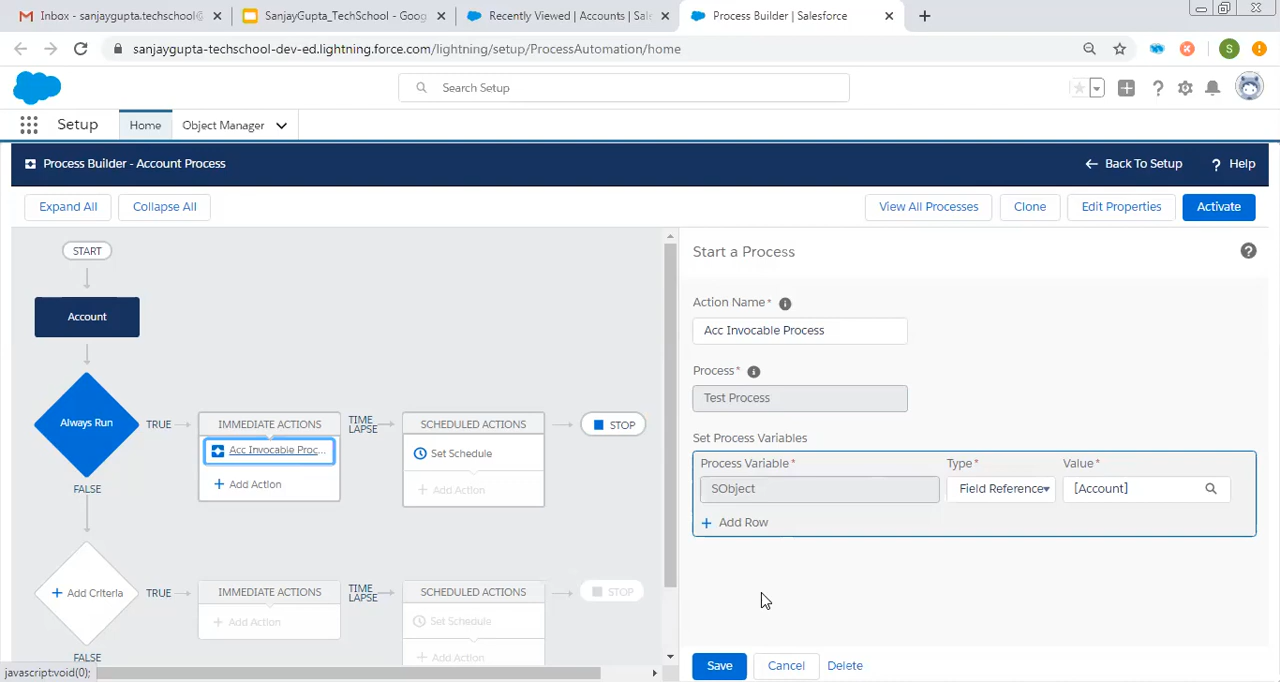 Inbox - sanjaygupta.techschool@
SanjayGupta_TechSchool - Goog
Recently Viewed | Accounts | Sal
Process Builder | Salesforce
sanjaygupta-techschool-dev-ed.lightning.force.com/lightning/setup/ProcessAutomation/home
S
Search Setup
Setup
Home
Object Manager
Process Builder - Account Process
Back To Setup
? Help
Expand All
Collapse All
View All Processes
Clone
Edit Properties
Activate
START
Account
Always Run
TRUE
IMMEDIATE ACTIONS
Acc Invocable Proc...
+ Add Action
TIME
LAPSE
SCHEDULED ACTIONS
Set Schedule
+ Add Action
STOP
FALSE
+ Add Criteria
TRUE
IMMEDIATE ACTIONS
+ Add Action
TIME
LAPSE
SCHEDULED ACTIONS
Set Schedule
+ Add Action
STOP
FALSE
javascript:void(0);
Start a Process
Action Name*
Acc Invocable Process
Process*
Test Process
Set Process Variables
Process Variable*
Type*
Value*
SObject
Field Reference
[Account]
+ Add Row
Save
Cancel
Delete